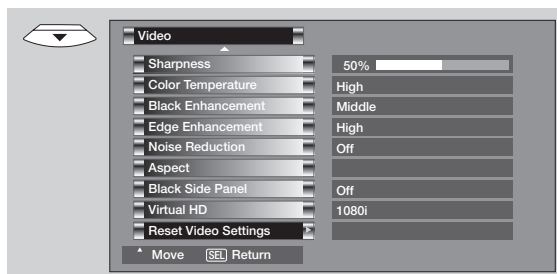 Video
Sharpness 50%
Color Temperature High
Black Enhancement Middle
Edge Enhancement High
Noise Reduction Off
Aspect
Black Side Panel Off
Virtual HD 1080i
Reset Video Settings
Move SEL Return